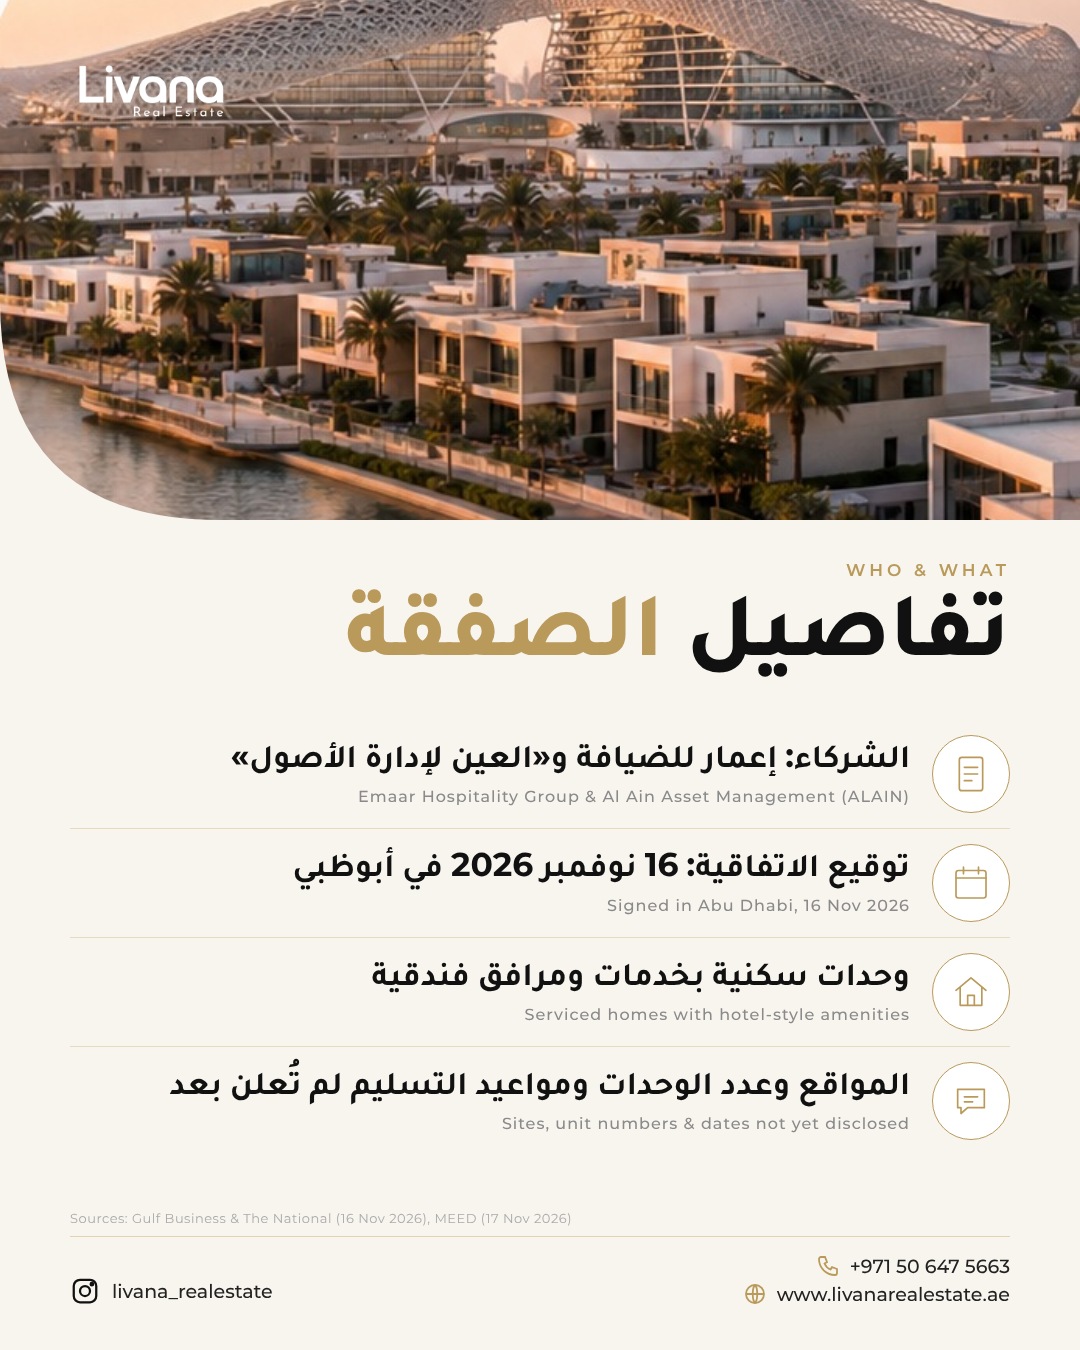 Livana
Real Estate
WHO & WHAT
تفاصيل الصفقة
الشركاء: إعمار للضيافة و«العين لإدارة الأصول»
Emaar Hospitality Group & Al Ain Asset Management (ALAIN)
توقيع الاتفاقية: 16 نوفمبر 2026 في أبوظبي
Signed in Abu Dhabi, 16 Nov 2026
وحدات سكنية بخدمات ومرافق فندقية
Serviced homes with hotel-style amenities
المواقع وعدد الوحدات ومواعيد التسليم لم تُعلن بعد
Sites, unit numbers & dates not yet disclosed
Sources: Gulf Business & The National (16 Nov 2026), MEED (17 Nov 2026)
+971 50 647 5663
livana_realestate
www.livanarealestate.ae